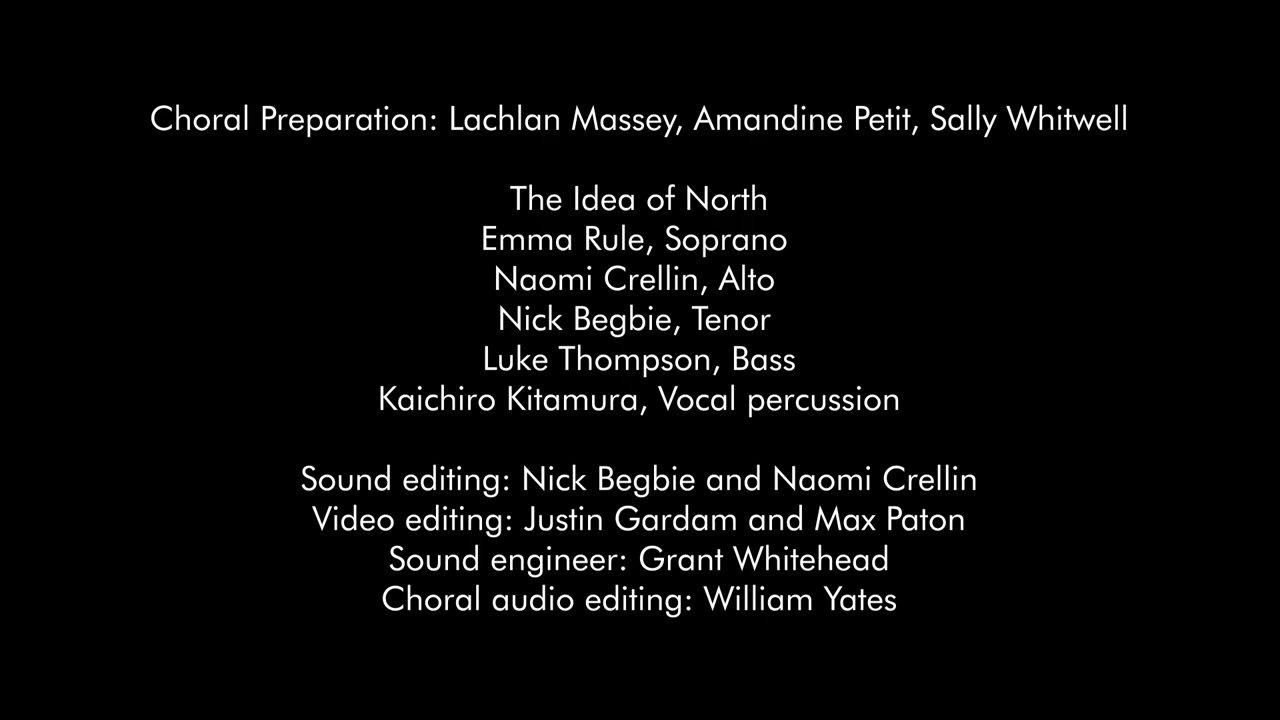 Choral Preparation: Lachlan Massey, Amandine Petit, Sally Whitwell
The Idea of North
Emma Rule, Soprano
Naomi Crellin, Alto
Nick Begbie, Tenor
Luke Thompson, Bass
Kaichiro Kitamura, Vocal percussion
Sound editing: Nick Begbie and Naomi Crellin
Video editing: Justin Gardam and Max Paton
Sound engineer: Grant Whitehead
Choral audio editing: William Yates